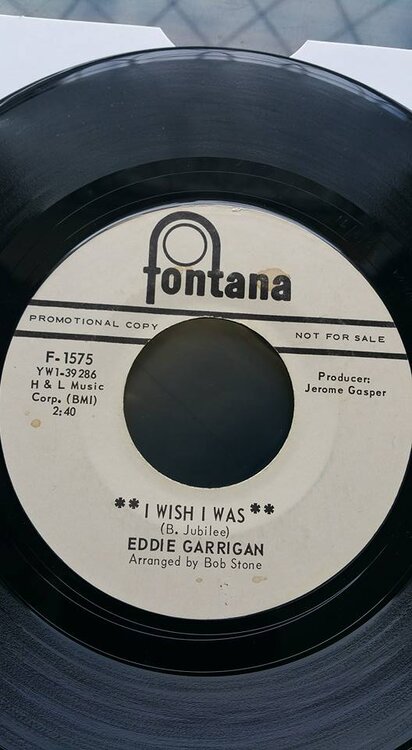 fontana
PROMOTIONAL COPY
NOT FOR SALE
F-1575
YW1-39286
H & L Music
Corp. (BMI)
2:40
Producer:
Jerome Gasper
** I WISH I WAS **
(B. Jubilee)
EDDIE GARRIGAN
Arranged by Bob Stone